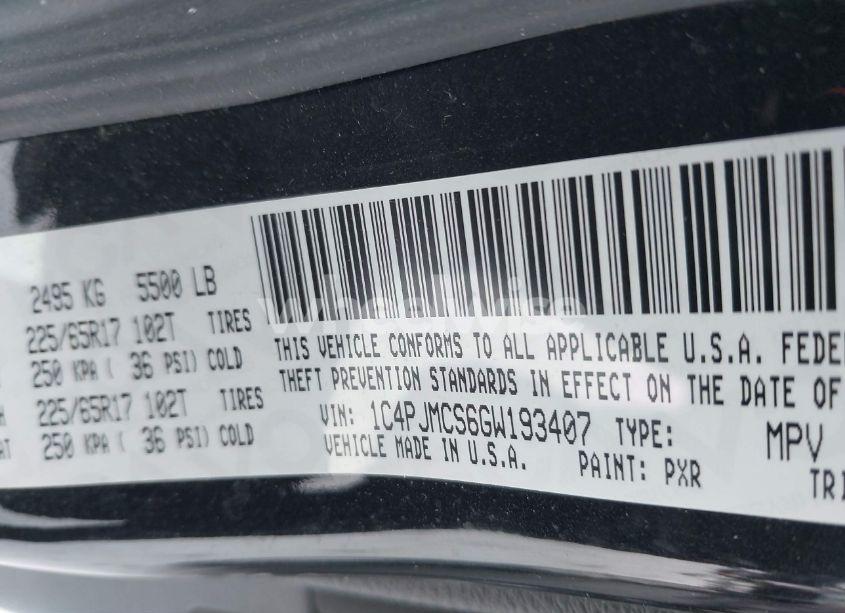 2495 KG 5500 LB
225/65R17 102T TIRES
250 KPA ( 36 PSI) COLD
225/65R17 102T TIRES
250 KPA ( 36 PSI) COLD
THIS VEHICLE CONFORMS TO ALL APPLICABLE U.S.A. FEDE
THEFT PREVENTION STANDARDS IN EFFECT ON THE DATE OF
VIN: 1C4PJMCS6GW193407 TYPE: MPV
VEHICLE MADE IN U.S.A. PAINT: PXR
TRI
wheelwise